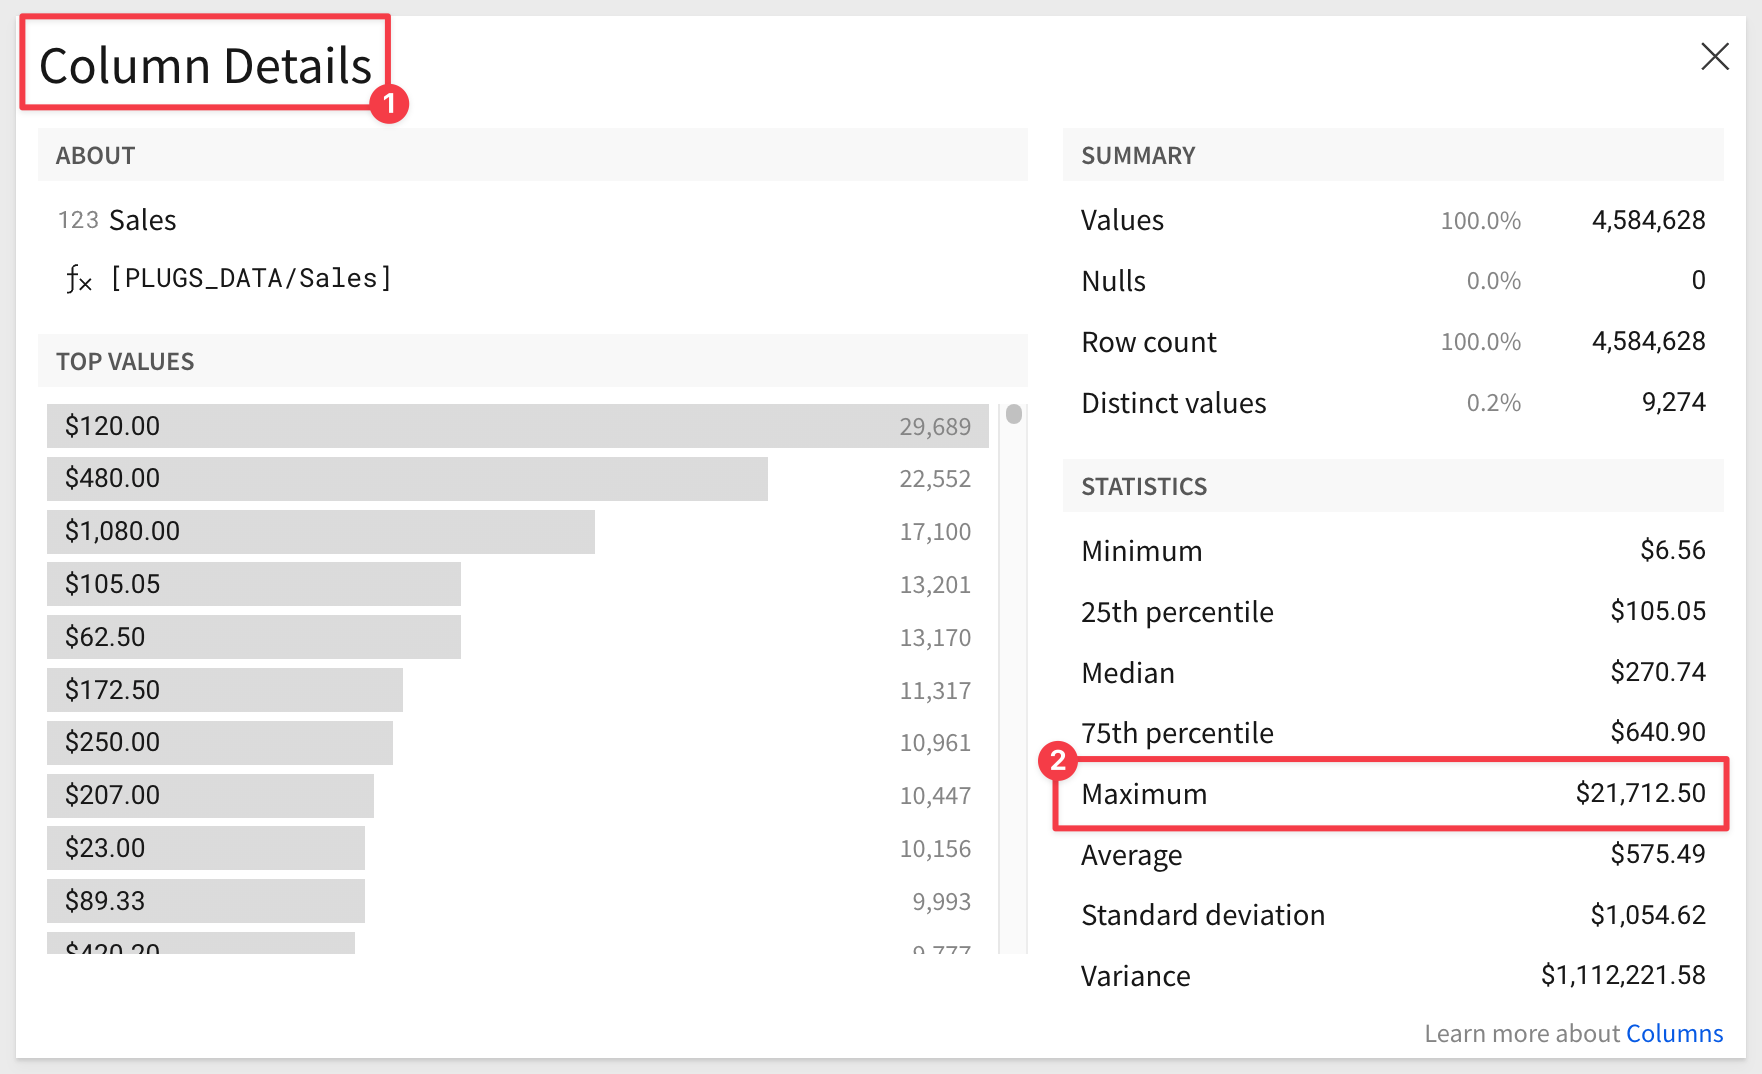 Column Details
1
ABOUT
123 Sales
fx [PLUGS_DATA/Sales]
TOP VALUES
$120.00 29,689
$480.00 22,552
$1,080.00 17,100
$105.05 13,201
$62.50 13,170
$172.50 11,317
$250.00 10,961
$207.00 10,447
$23.00 10,156
$89.33 9,993
$420.20 9,777
SUMMARY
Values 100.0% 4,584,628
Nulls 0.0% 0
Row count 100.0% 4,584,628
Distinct values 0.2% 9,274
STATISTICS
Minimum $6.56
25th percentile $105.05
Median $270.74
75th percentile $640.90
2
Maximum $21,712.50
Average $575.49
Standard deviation $1,054.62
Variance $1,112,221.58
Learn more about Columns